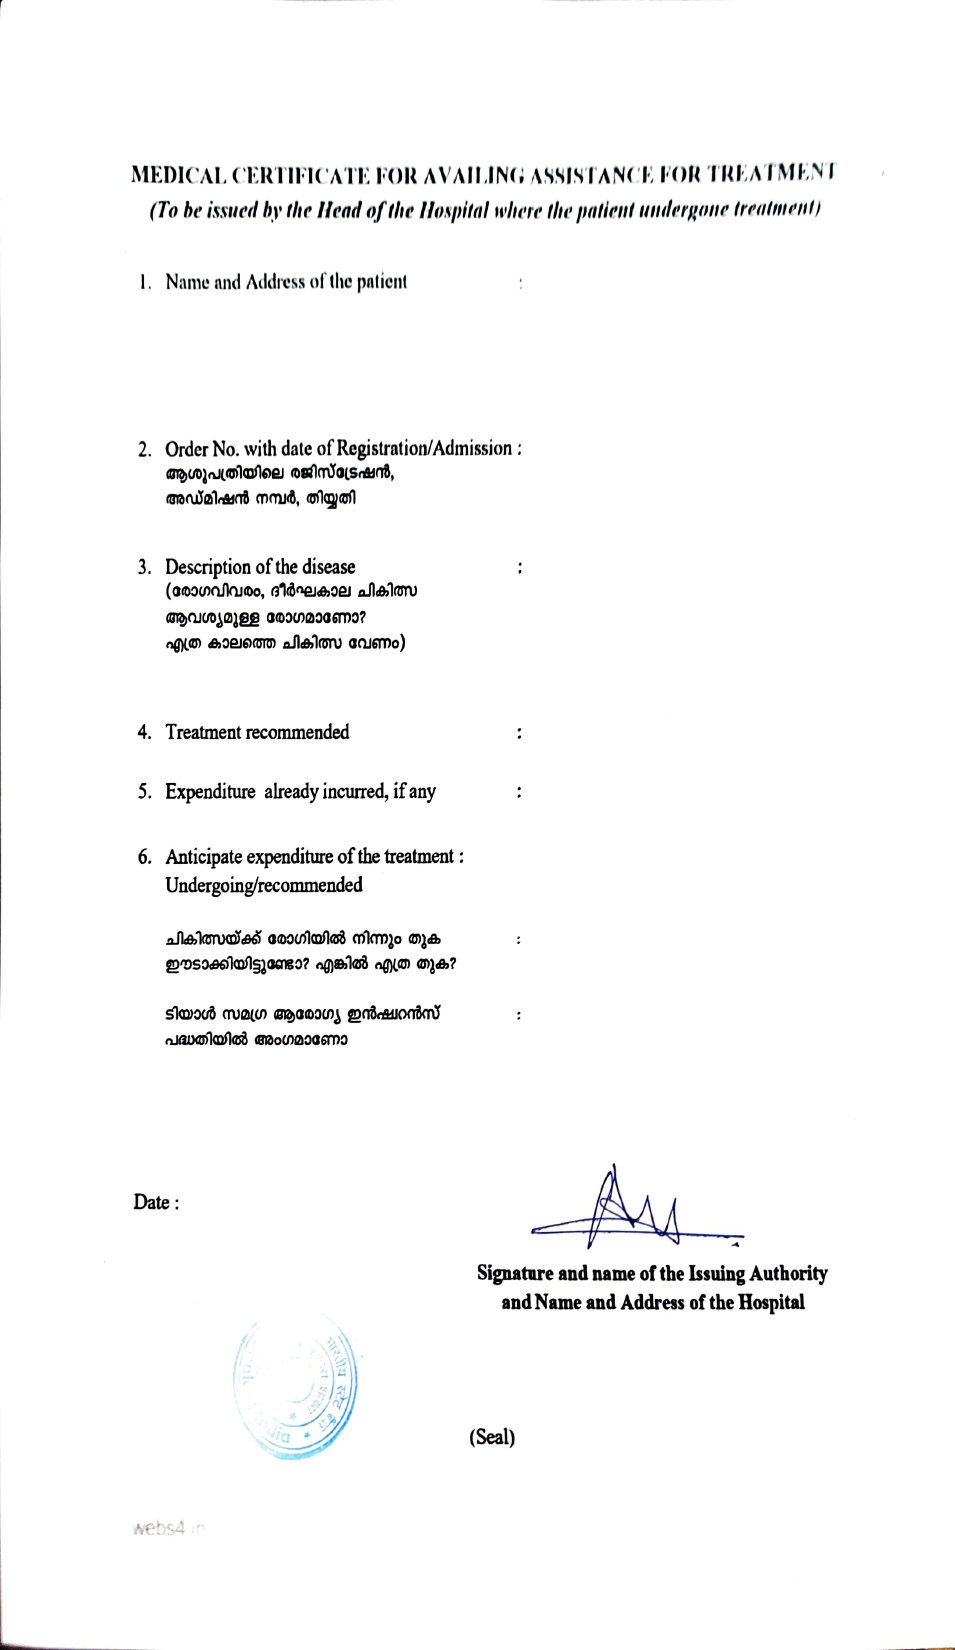 MEDICAL CERTIFICATE FOR AVAILING ASSISTANCE FOR TREATMENT
(To be issued by the Head of the Hospital where the patient undergone treatment)
1. Name and Address of the patient :
2. Order No. with date of Registration/Admission :
ആശുപത്രിയിലെ രജിസ്ട്രേഷൻ,
അഡ്മിഷൻ നമ്പർ, തിയ്യതി
3. Description of the disease :
(രോഗവിവരം, ദീർഘകാല ചികിത്സ
ആവശ്യമുള്ള രോഗമാണോ?
എത്ര കാലത്തെ ചികിത്സ വേണം)
4. Treatment recommended :
5. Expenditure already incurred, if any :
6. Anticipate expenditure of the treatment :
Undergoing/recommended
ചികിത്സയ്ക്ക് രോഗിയിൽ നിന്നും തുക :
ഈടാക്കിയിട്ടുണ്ടോ? എങ്കിൽ എത്ര തുക?
ടിയാൾ സമഗ്ര ആരോഗ്യ ഇൻഷുറൻസ് :
പദ്ധതിയിൽ അംഗമാണോ
Date :
Signature and name of the Issuing Authority
and Name and Address of the Hospital
भारतीय स्टेट बैंक
(Seal)
webs4.in